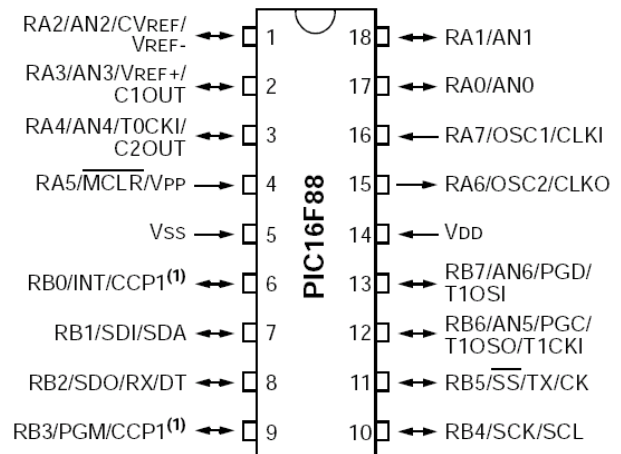 RA2/AN2/CVREF/
VREF-
1
RA3/AN3/VREF+/
C1OUT
2
RA4/AN4/T0CKI/
C2OUT
3
RA5/MCLR/VPP
4
VSS
5
RB0/INT/CCP1(1)
6
RB1/SDI/SDA
7
RB2/SDO/RX/DT
8
RB3/PGM/CCP1(1)
9
PIC16F88
18
RA1/AN1
17
RA0/AN0
16
RA7/OSC1/CLKI
15
RA6/OSC2/CLKO
14
VDD
13
RB7/AN6/PGD/
T1OSI
12
RB6/AN5/PGC/
T1OSO/T1CKI
11
RB5/SS/TX/CK
10
RB4/SCK/SCL